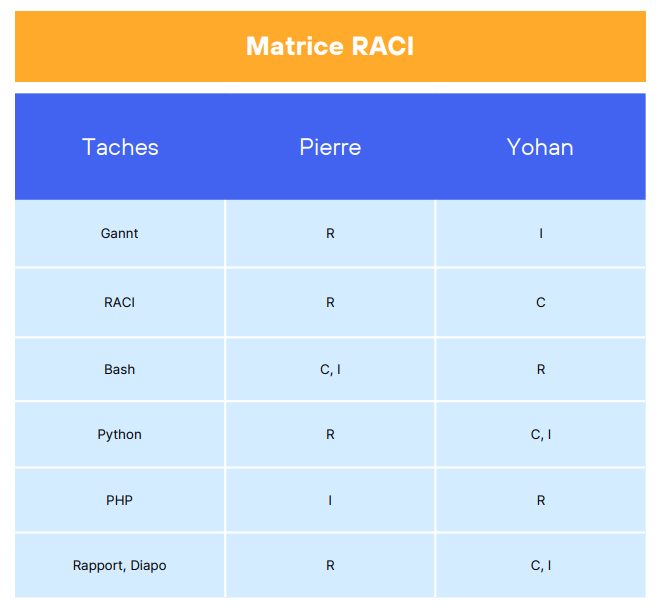 Matrice RACI
Taches Pierre Yohan
Gannt R I
RACI R C
Bash C, I R
Python R C, I
PHP I R
Rapport, Diapo R C, I